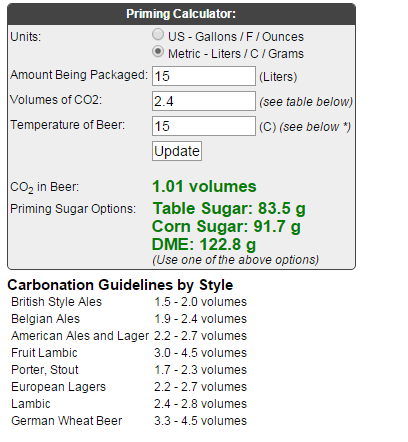 Priming Calculator:
Units: US - Gallons / F / Ounces
Metric - Liters / C / Grams
Amount Being Packaged: 15 (Liters)
Volumes of CO2: 2.4 (see table below)
Temperature of Beer: 15 (C) (see below *)
Update
CO2 in Beer: 1.01 volumes
Priming Sugar Options: Table Sugar: 83.5 g
Corn Sugar: 91.7 g
DME: 122.8 g
(Use one of the above options)
Carbonation Guidelines by Style
British Style Ales 1.5 - 2.0 volumes
Belgian Ales 1.9 - 2.4 volumes
American Ales and Lager 2.2 - 2.7 volumes
Fruit Lambic 3.0 - 4.5 volumes
Porter, Stout 1.7 - 2.3 volumes
European Lagers 2.2 - 2.7 volumes
Lambic 2.4 - 2.8 volumes
German Wheat Beer 3.3 - 4.5 volumes